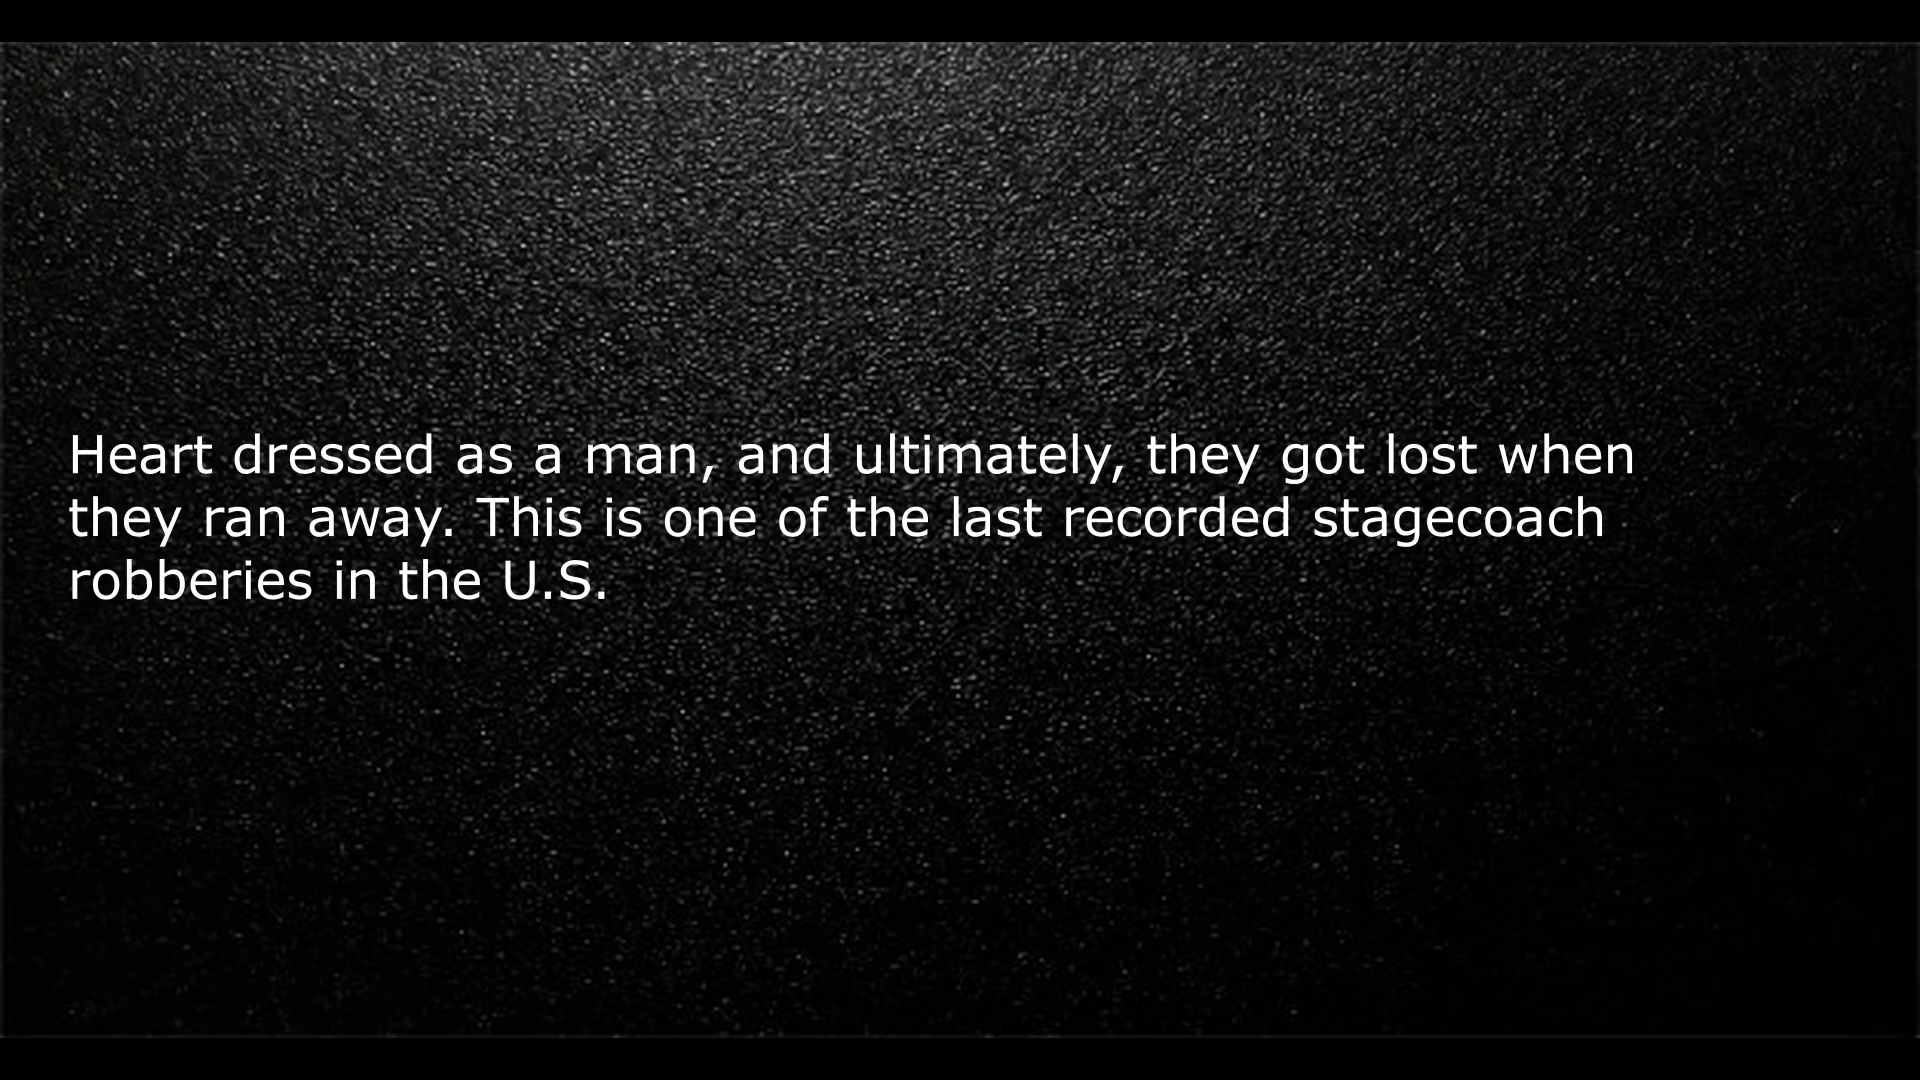 Heart dressed as a man, and ultimately, they got lost when
they ran away. This is one of the last recorded stagecoach
robberies in the U.S.